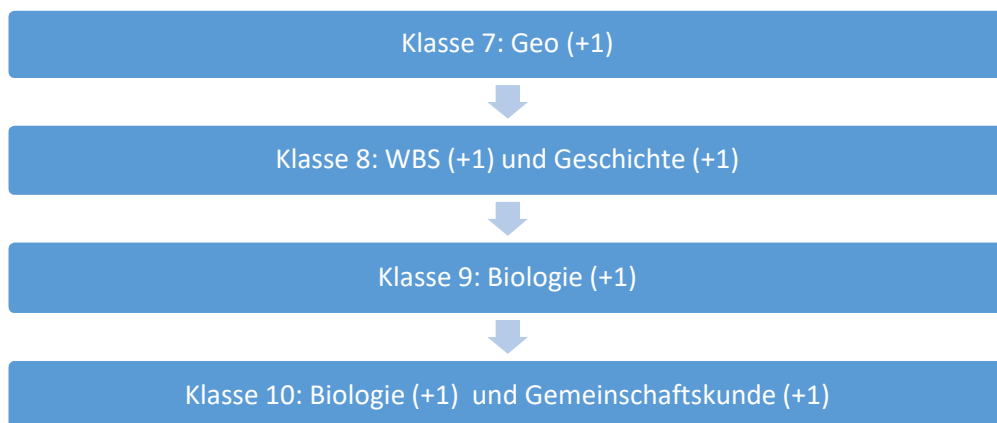 Klasse 7: Geo (+1)
Klasse 8: WBS (+1) und Geschichte (+1)
Klasse 9: Biologie (+1)
Klasse 10: Biologie (+1)  und Gemeinschaftskunde (+1)